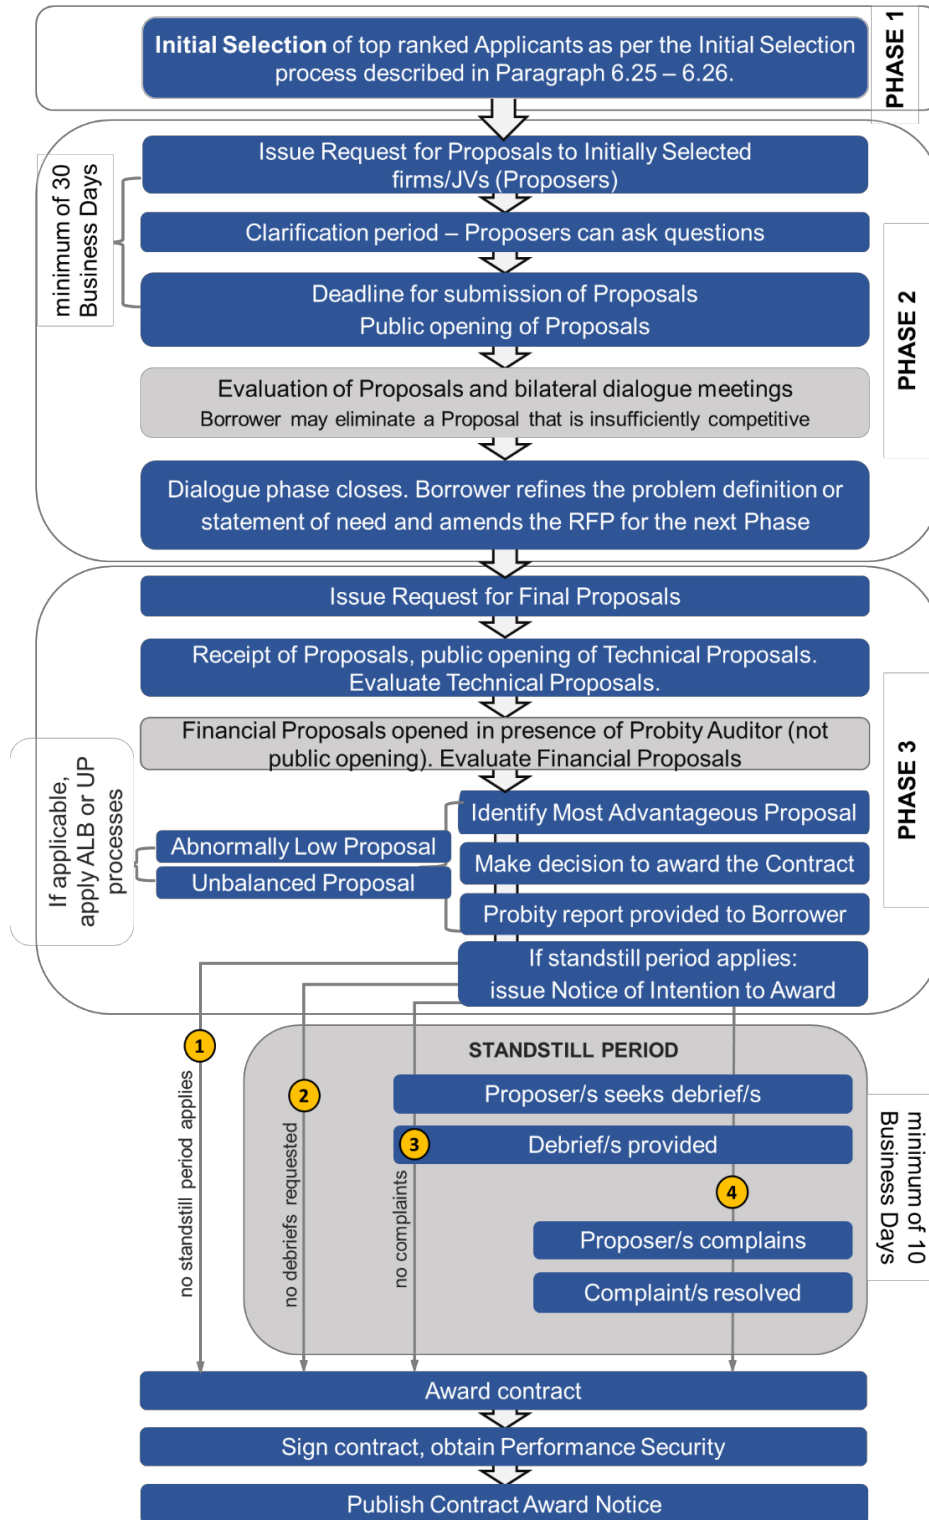 Initial Selection of top ranked Applicants as per the Initial Selection
process described in Paragraph 6.25 – 6.26.
PHASE 1
Issue Request for Proposals to Initially Selected
firms/JVs (Proposers)
minimum of 30
Business Days
Clarification period – Proposers can ask questions
Deadline for submission of Proposals
Public opening of Proposals
PHASE 2
Evaluation of Proposals and bilateral dialogue meetings
Borrower may eliminate a Proposal that is insufficiently competitive
Dialogue phase closes. Borrower refines the problem definition or
statement of need and amends the RFP for the next Phase
Issue Request for Final Proposals
Receipt of Proposals, public opening of Technical Proposals.
Evaluate Technical Proposals.
Financial Proposals opened in presence of Probity Auditor (not
public opening). Evaluate Financial Proposals
PHASE 3
If applicable,
apply ALB or UP
processes
Abnormally Low Proposal
Unbalanced Proposal
Identify Most Advantageous Proposal
Make decision to award the Contract
Probity report provided to Borrower
If standstill period applies:
issue Notice of Intention to Award
STANDSTILL PERIOD
1
no standstill period applies
2
no debriefs requested
Proposer/s seeks debrief/s
3
no complaints
Debrief/s provided
4
Proposer/s complains
Complaint/s resolved
minimum of 10
Business Days
Award contract
Sign contract, obtain Performance Security
Publish Contract Award Notice